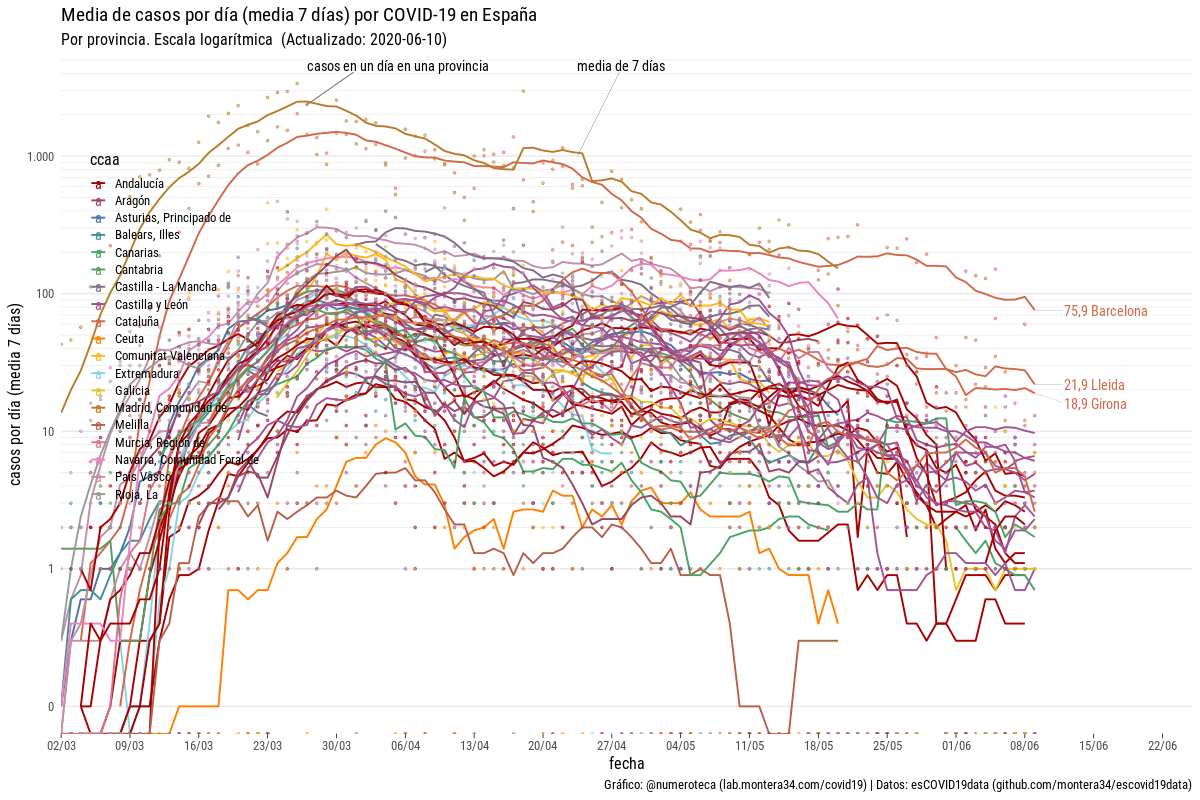 Media de casos por día (media 7 días) por COVID-19 en España
Por provincia. Escala logarítmica  (Actualizado: 2020-06-10)
casos en un día en una provincia
media de 7 días
casos por día (media 7 días)
1.000
100
10
1
0
ccaa
Andalucía
Aragón
Asturias, Principado de
Balears, Illes
Canarias
Cantabria
Castilla - La Mancha
Castilla y León
Cataluña
Ceuta
Comunitat Valenciana
Extremadura
Galicia
Madrid, Comunidad de
Melilla
Murcia, Región de
Navarra, Comunidad Foral de
País Vasco
Rioja, La
75,9 Barcelona
21,9 Lleida
18,9 Girona
02/03
09/03
16/03
23/03
30/03
06/04
13/04
20/04
27/04
04/05
11/05
18/05
25/05
01/06
08/06
15/06
22/06
fecha
Gráfico: @numeroteca (lab.montera34.com/covid19) | Datos: esCOVID19data (github.com/montera34/escovid19data)